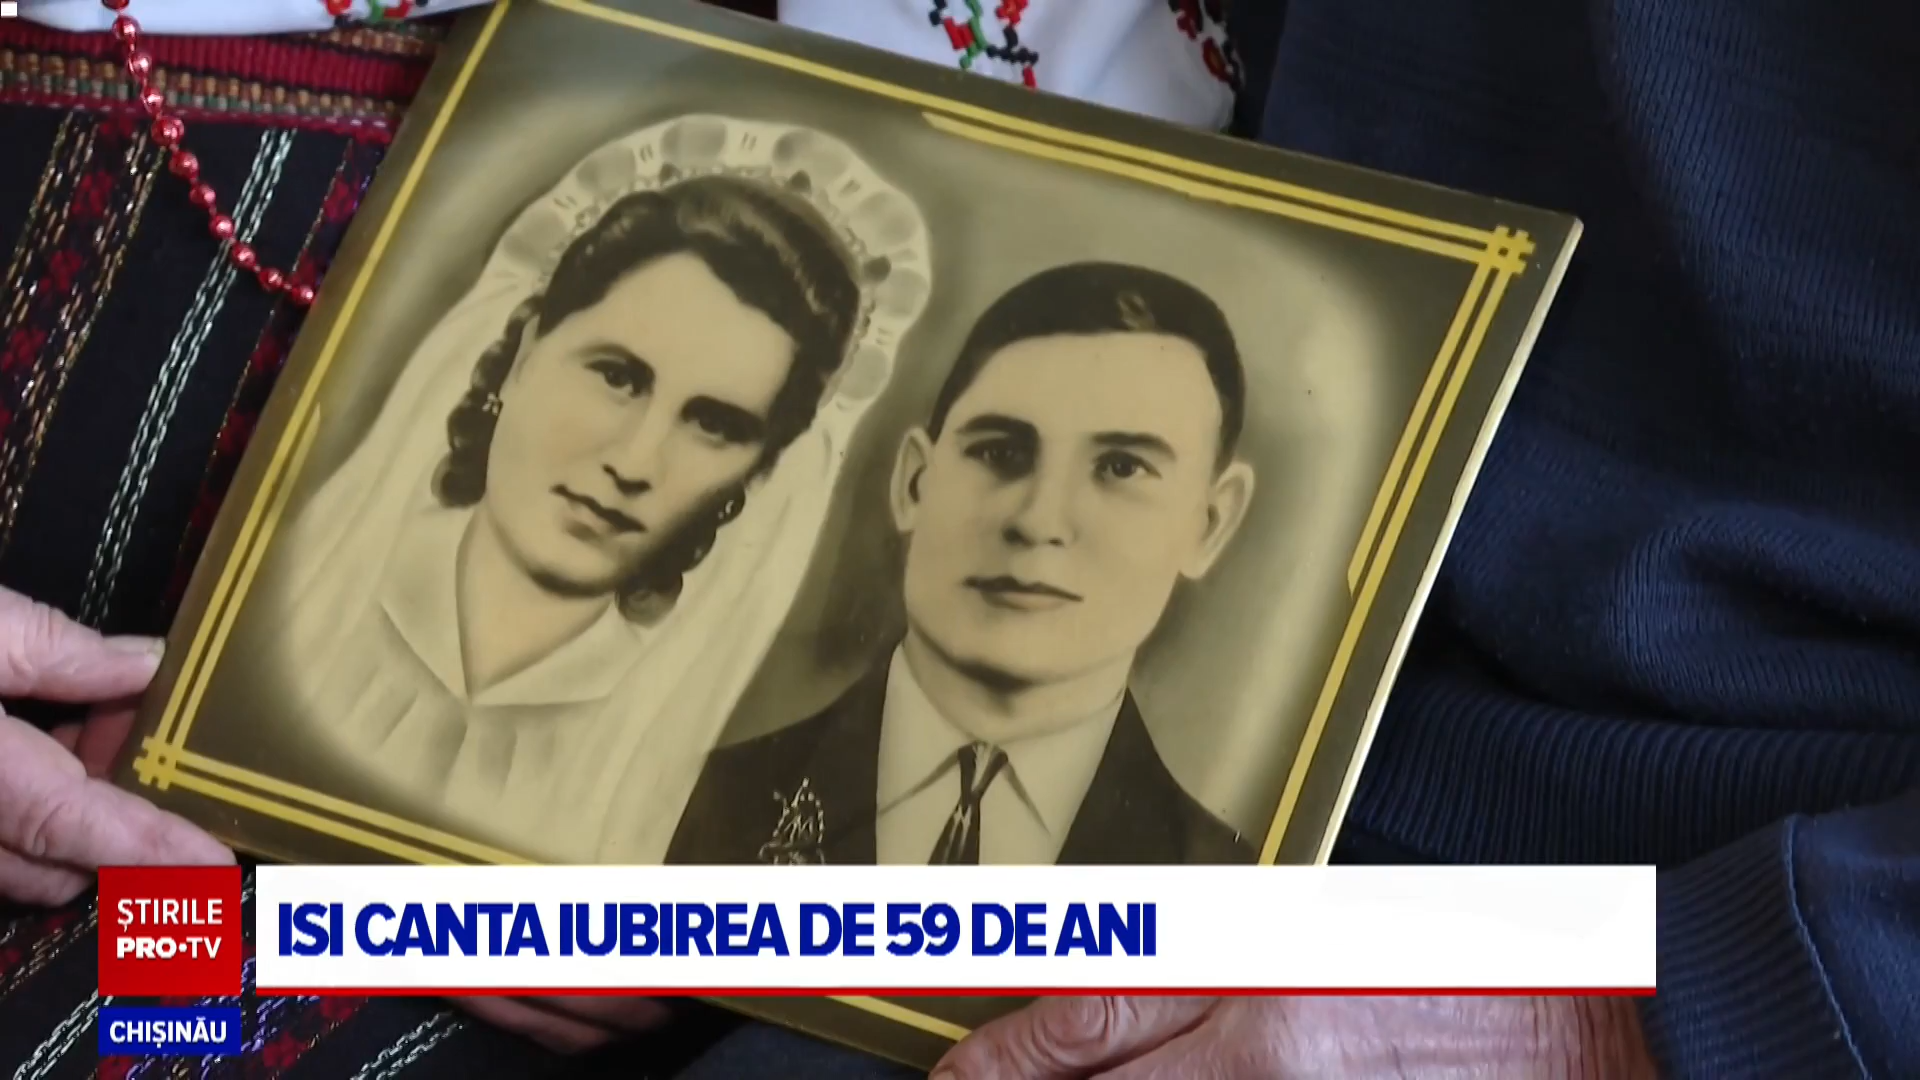 ȘTIRILE
PRO•TV
ISI CANTA IUBIREA DE 59 DE ANI
CHIȘINĂU